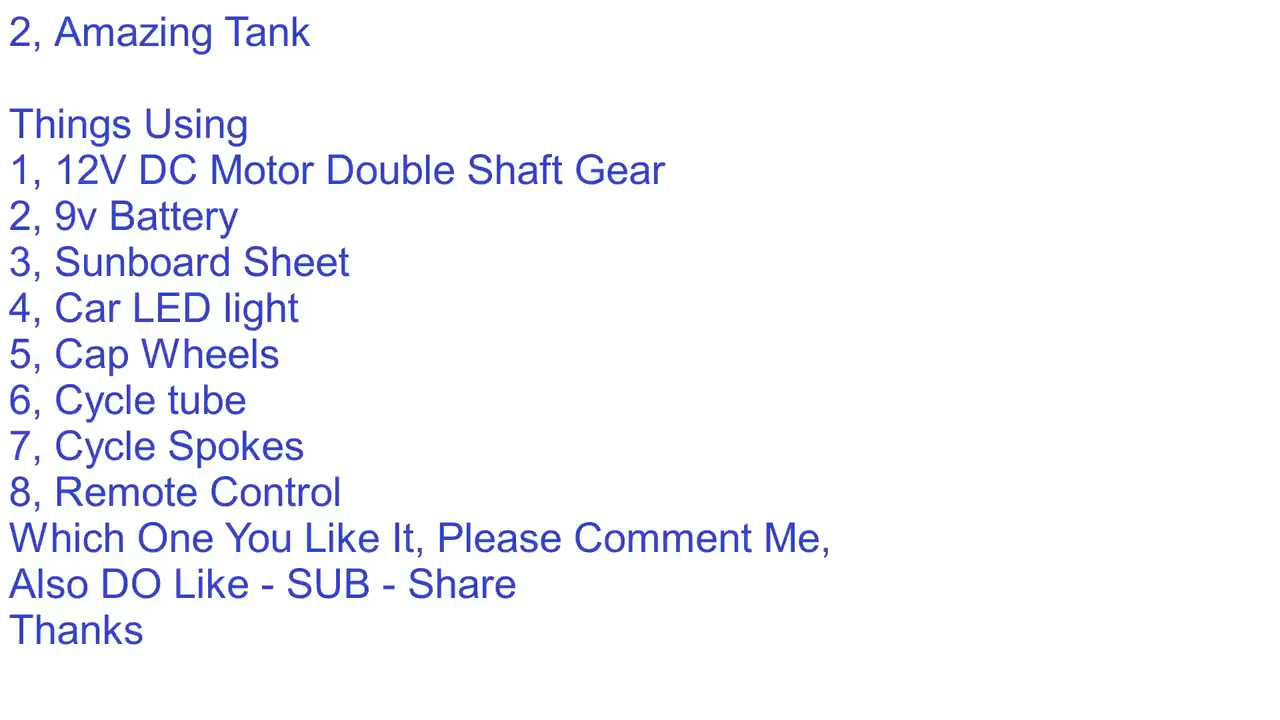 2, Amazing Tank
Things Using
1, 12V DC Motor Double Shaft Gear
2, 9v Battery
3, Sunboard Sheet
4, Car LED light
5, Cap Wheels
6, Cycle tube
7, Cycle Spokes
8, Remote Control
Which One You Like It, Please Comment Me,
Also DO Like - SUB - Share
Thanks